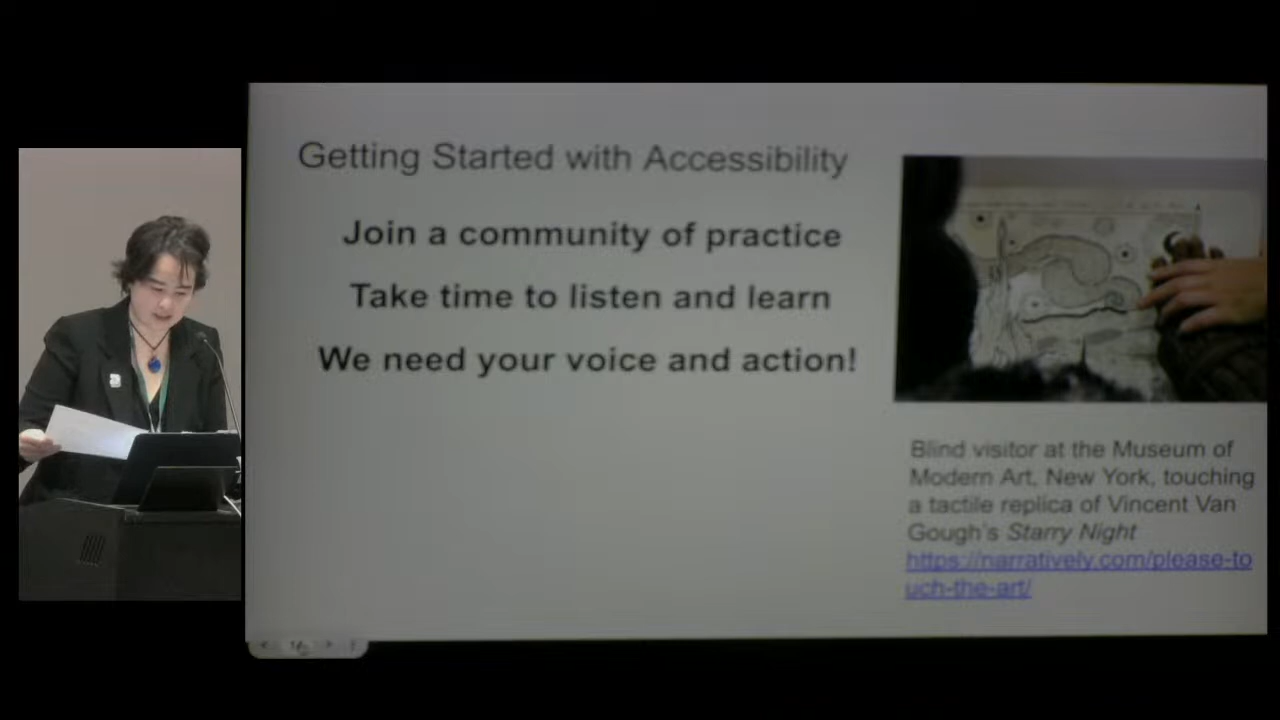 Getting Started with Accessibility
Join a community of practice
Take time to listen and learn
We need your voice and action!
Blind visitor at the Museum of
Modern Art, New York, touching
a tactile replica of Vincent Van
Gough's Starry Night
https://narratively.com/please-to
uch-the-art/